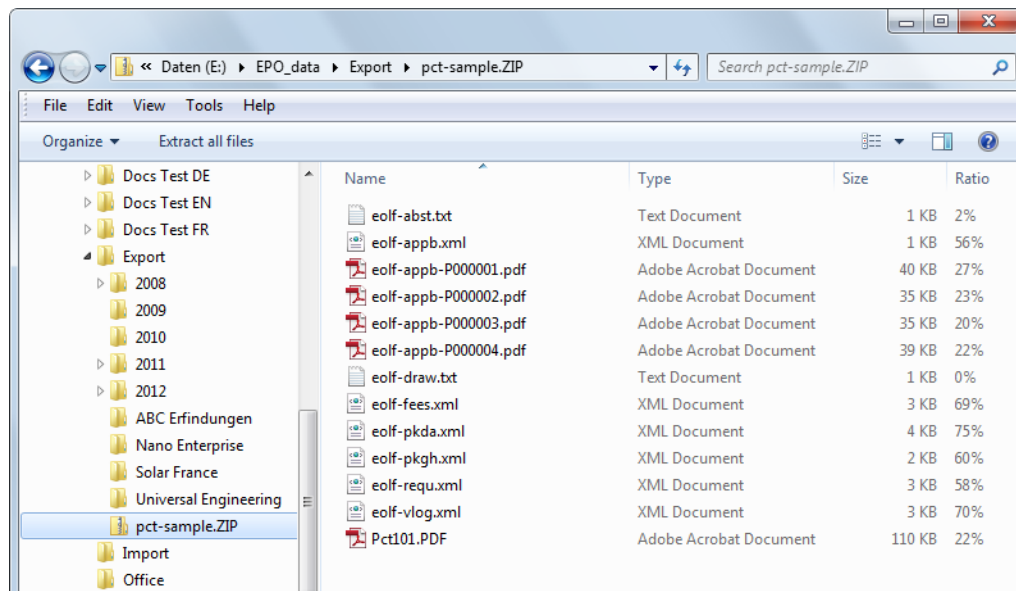 « Daten (E:) ▸ EPO_data ▸ Export ▸ pct-sample.ZIP
Search pct-sample.ZIP
File Edit View Tools Help
Organize Extract all files
Docs Test DE
Docs Test EN
Docs Test FR
Export
2008
2009
2010
2011
2012
ABC Erfindungen
Nano Enterprise
Solar France
Universal Engineering
pct-sample.ZIP
Import
Office
Name Type Size Ratio
eolf-abst.txt Text Document 1 KB 2%
eolf-appb.xml XML Document 1 KB 56%
eolf-appb-P000001.pdf Adobe Acrobat Document 40 KB 27%
eolf-appb-P000002.pdf Adobe Acrobat Document 35 KB 23%
eolf-appb-P000003.pdf Adobe Acrobat Document 35 KB 20%
eolf-appb-P000004.pdf Adobe Acrobat Document 39 KB 22%
eolf-draw.txt Text Document 1 KB 0%
eolf-fees.xml XML Document 3 KB 69%
eolf-pkda.xml XML Document 4 KB 75%
eolf-pkgh.xml XML Document 2 KB 60%
eolf-requ.xml XML Document 3 KB 58%
eolf-vlog.xml XML Document 3 KB 70%
Pct101.PDF Adobe Acrobat Document 110 KB 22%